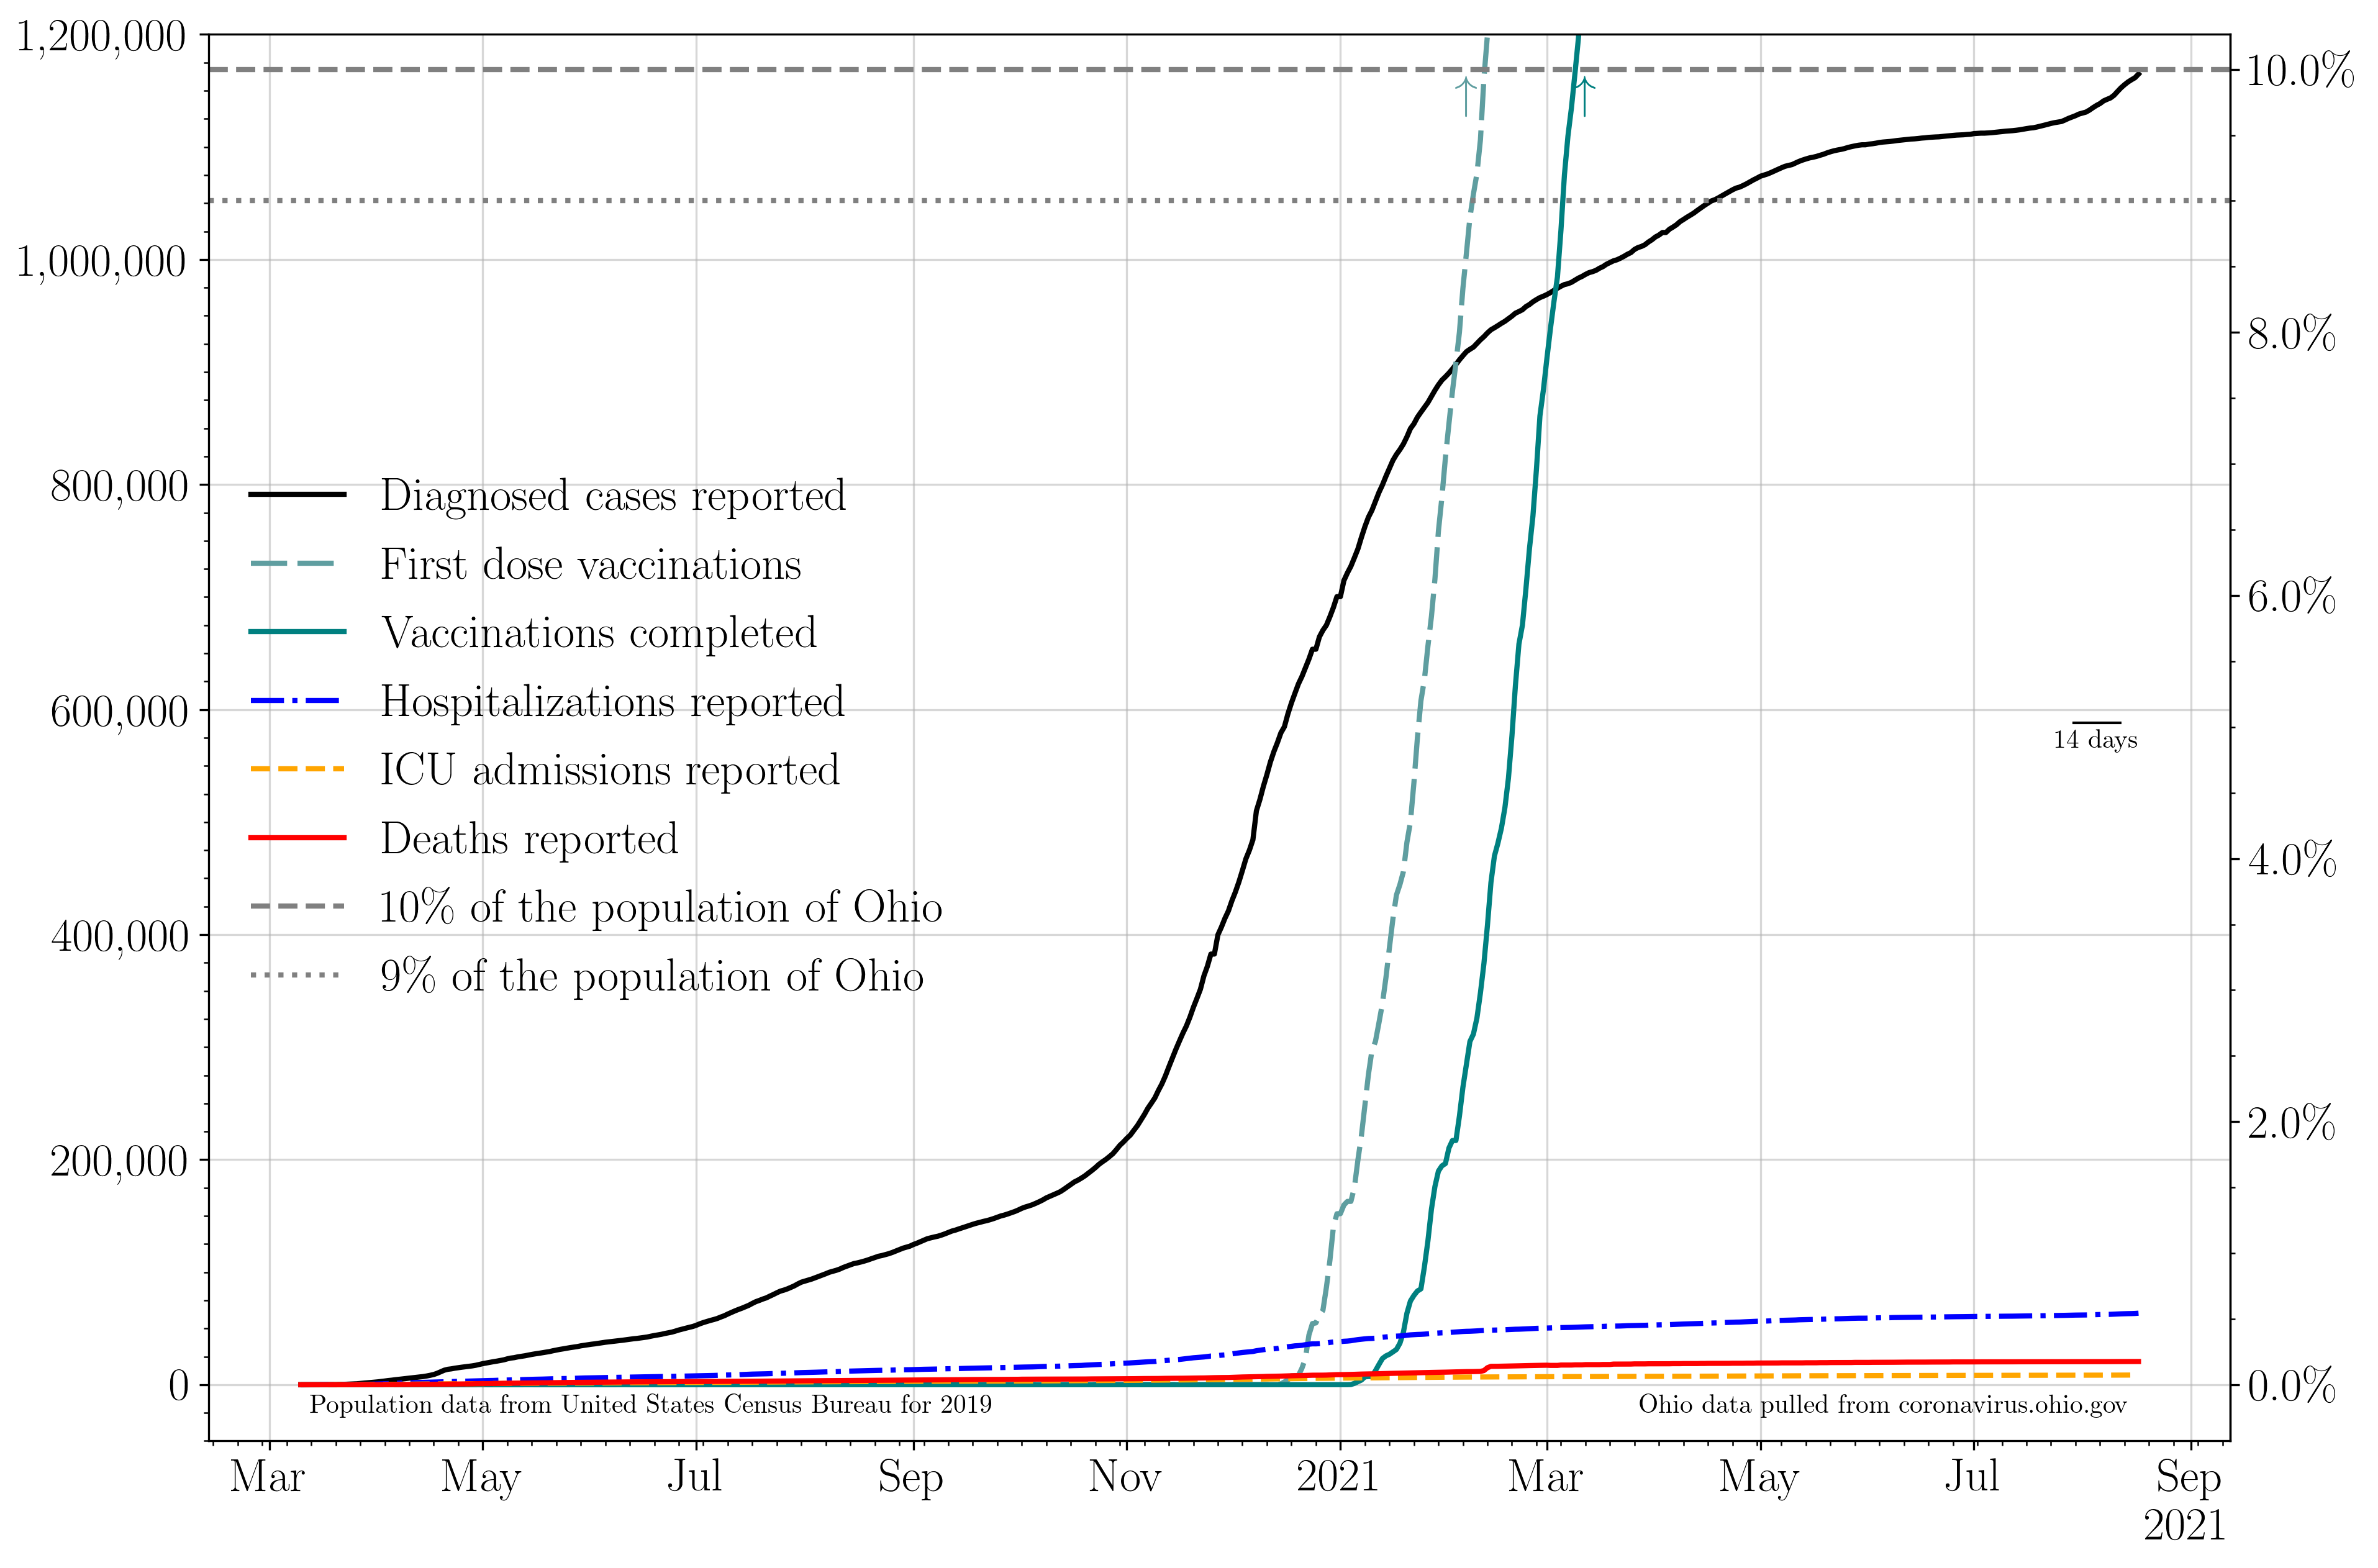 1,200,000
1,000,000
800,000
600,000
400,000
200,000
0
10.0%
8.0%
6.0%
4.0%
2.0%
0.0%
Diagnosed cases reported
First dose vaccinations
Vaccinations completed
Hospitalizations reported
ICU admissions reported
Deaths reported
10% of the population of Ohio
9% of the population of Ohio
14 days
Population data from United States Census Bureau for 2019
Ohio data pulled from coronavirus.ohio.gov
Mar May Jul Sep Nov 2021 Mar May Jul Sep
2021